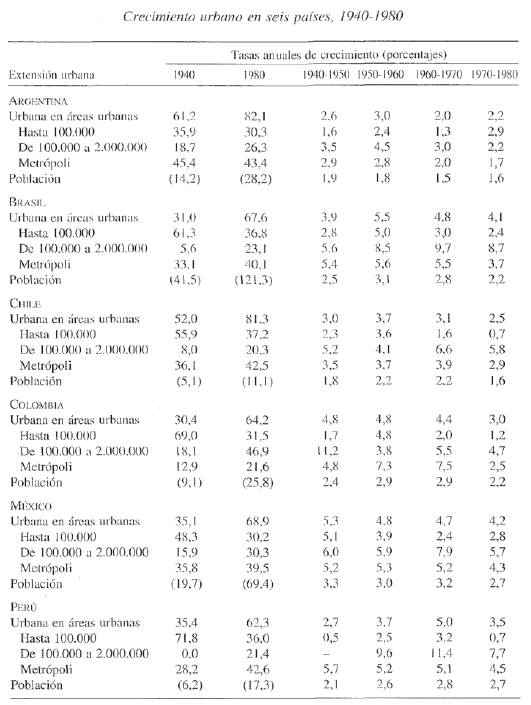 Crecimiento urbano en seis países, 1940-1980
Tasas anuales de crecimiento (porcentajes)
Extensión urbana 1940 1980 1940-1950 1950-1960 1960-1970 1970-1980
ARGENTINA
Urbana en áreas urbanas 61,2 82,1 2,6 3,0 2,0 2,2
Hasta 100.000 35,9 30,3 1,6 2,4 1,3 2,9
De 100.000 a 2.000.000 18,7 26,3 3,5 4,5 3,0 2,2
Metrópoli 45,4 43,4 2,9 2,8 2,0 1,7
Población (14,2) (28,2) 1,9 1,8 1,5 1,6
BRASIL
Urbana en áreas urbanas 31,0 67,6 3,9 5,5 4,8 4,1
Hasta 100.000 61,3 36,8 2,8 5,0 3,0 2,4
De 100.000 a 2.000.000 5,6 23,1 5,6 8,5 9,7 8,7
Metrópoli 33,1 40,1 5,4 5,6 5,5 3,7
Población (41,5) (121,3) 2,5 3,1 2,8 2,2
CHILE
Urbana en áreas urbanas 52,0 81,3 3,0 3,7 3,1 2,5
Hasta 100.000 55,9 37,2 2,3 3,6 1,6 0,7
De 100.000 a 2.000.000 8,0 20,3 5,2 4,1 6,6 5,8
Metrópoli 36,1 42,5 3,5 3,7 3,9 2,9
Población (5,1) (11,1) 1,8 2,2 2,2 1,6
COLOMBIA
Urbana en áreas urbanas 30,4 64,2 4,8 4,8 4,4 3,0
Hasta 100.000 69,0 31,5 1,7 4,8 2,0 1,2
De 100.000 a 2.000.000 18,1 46,9 11,2 3,8 5,5 4,7
Metrópoli 12,9 21,6 4,8 7,3 7,5 2,5
Población (9,1) (25,8) 2,4 2,9 2,9 2,2
MÉXICO
Urbana en áreas urbanas 35,1 68,9 5,3 4,8 4,7 4,2
Hasta 100.000 48,3 30,2 5,1 3,9 2,4 2,8
De 100.000 a 2.000.000 15,9 30,3 6,0 5,9 7,9 5,7
Metrópoli 35,8 39,5 5,2 5,3 5,2 4,3
Población (19,7) (69,4) 3,3 3,0 3,2 2,7
PERÚ
Urbana en áreas urbanas 35,4 62,3 2,7 3,7 5,0 3,5
Hasta 100.000 71,8 36,0 0,5 2,5 3,2 0,7
De 100.000 a 2.000.000 0,0 21,4 – 9,6 11,4 7,7
Metrópoli 28,2 42,6 5,7 5,2 5,1 4,5
Población (6,2) (17,3) 2,1 2,6 2,8 2,7